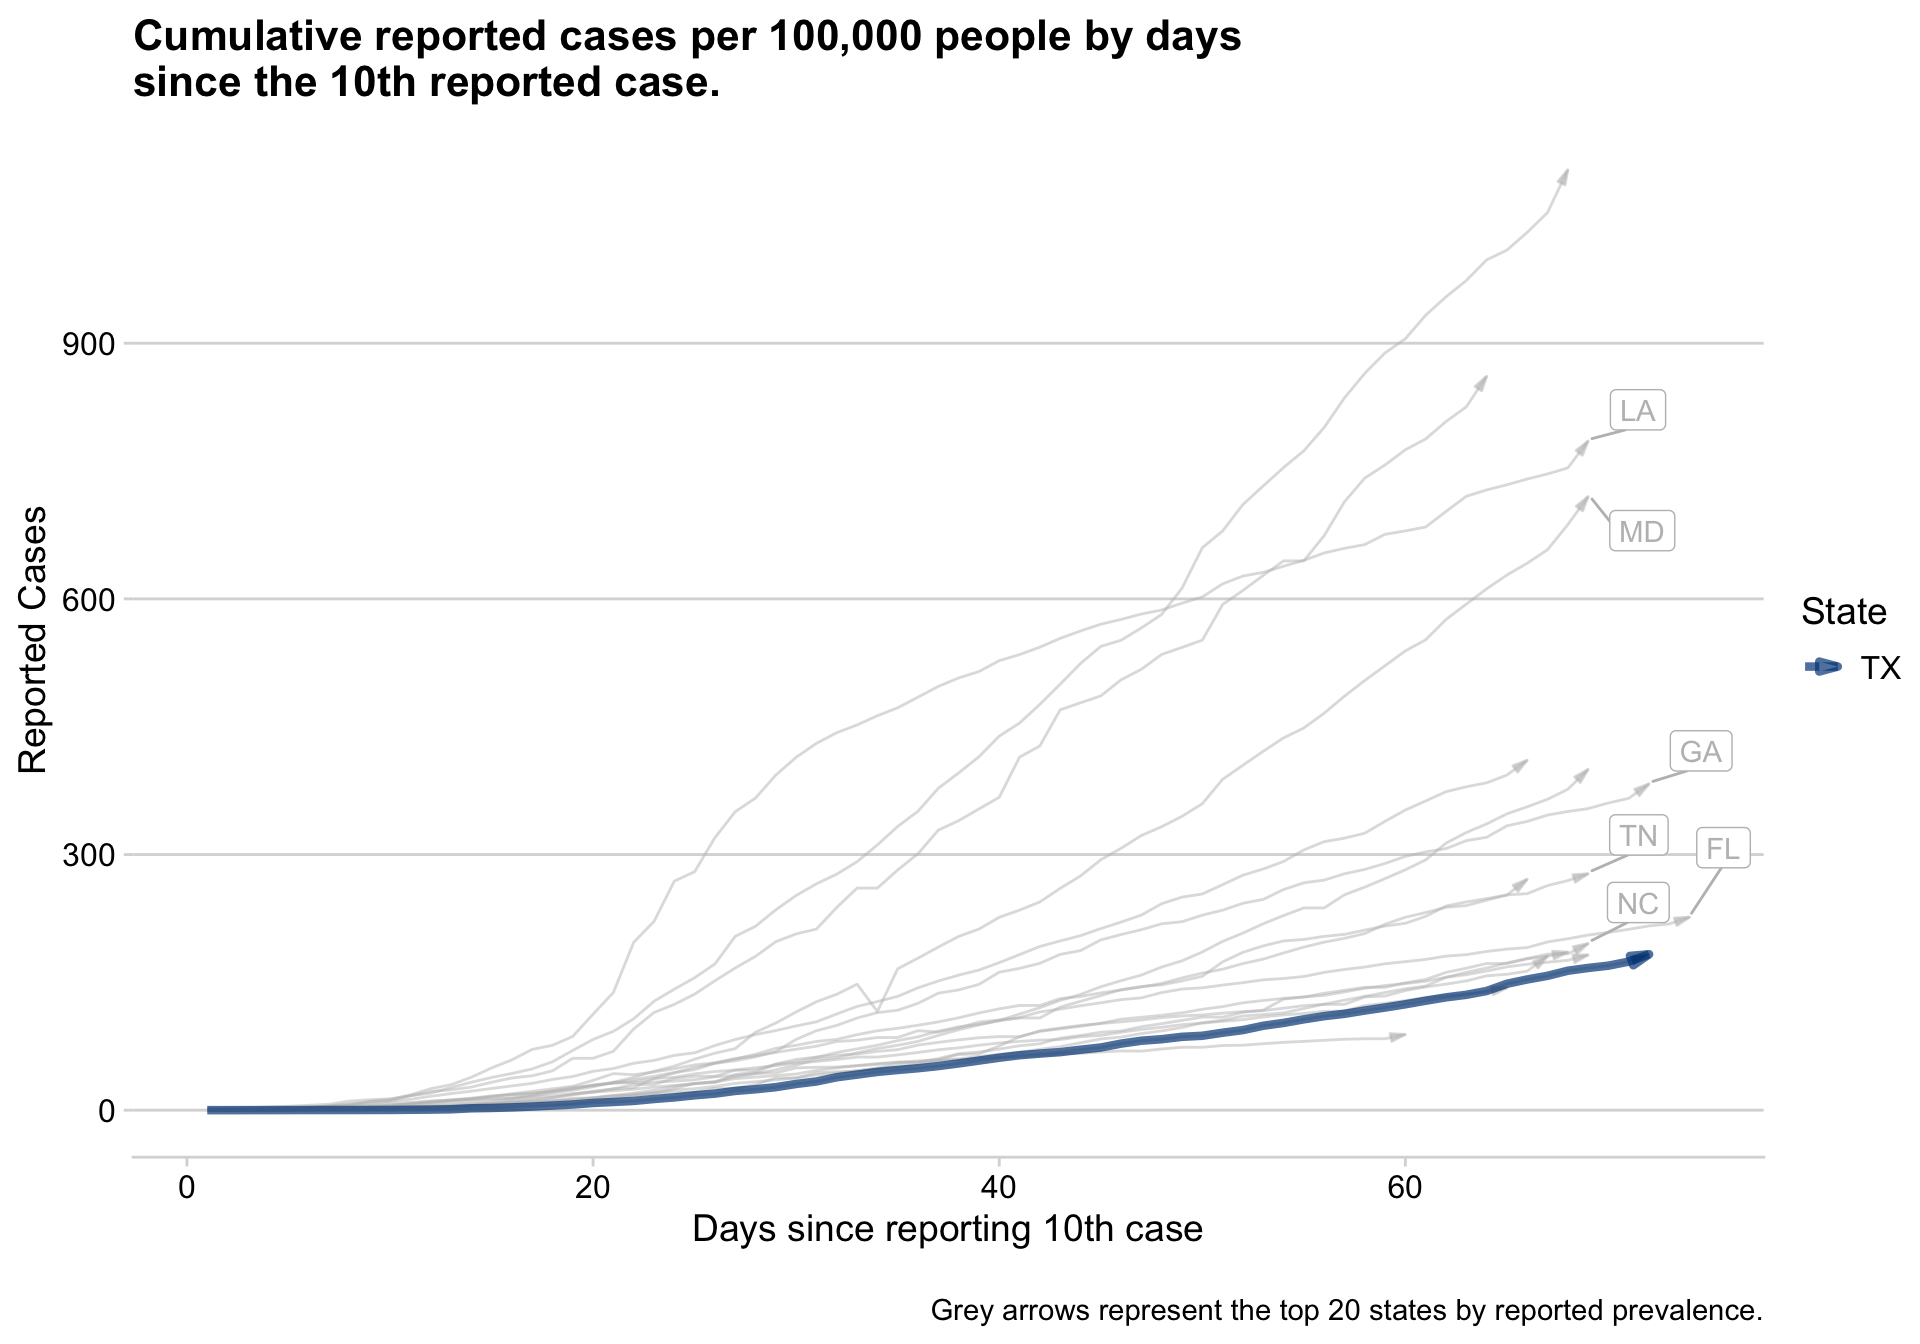 Cumulative reported cases per 100,000 people by days
since the 10th reported case.
900
600
300
0
Reported Cases
LA
MD
GA
TN
FL
NC
State
TX
0
20
40
60
Days since reporting 10th case
Grey arrows represent the top 20 states by reported prevalence.